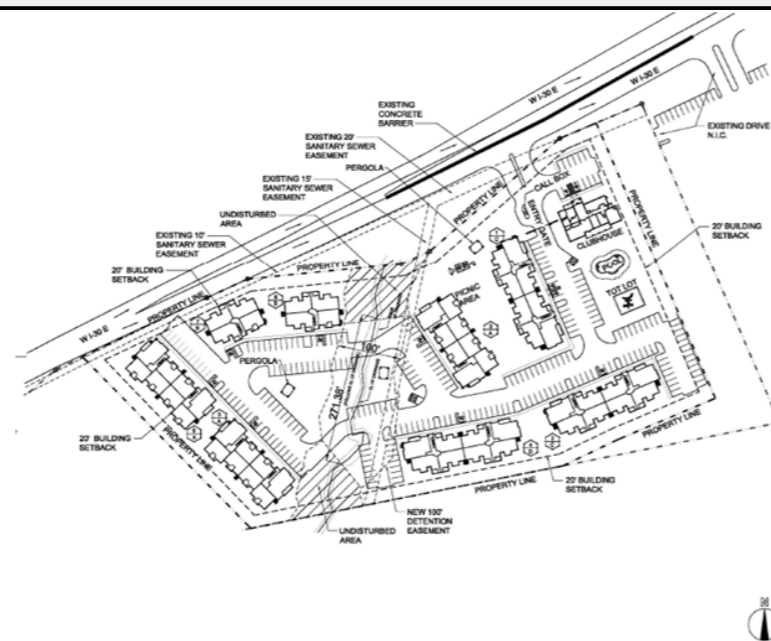 W I-30 E
W I-30 E
EXISTING
CONCRETE
BARRIER
EXISTING 20'
SANITARY SEWER
EASEMENT
PERGOLA
EXISTING 15'
SANITARY SEWER
EASEMENT
UNDISTURBED
AREA
EXISTING 10'
SANITARY SEWER
EASEMENT
20' BUILDING
SETBACK
EXISTING DRIVE
N.I.C.
CALL BOX
PROPERTY LINE
ENTRY GATE
CLUBHOUSE
PROPERTY LINE
20' BUILDING
SETBACK
POOL
TOT LOT
PROPERTY LINE
PROPERTY LINE
PICNIC
AREA
W I-30 E
PERGOLA
100'
271.38'
20' BUILDING
SETBACK
PROPERTY LINE
PROPERTY LINE
PROPERTY LINE
20' BUILDING
SETBACK
NEW 100'
DETENTION
EASEMENT
UNDISTURBED
AREA
N